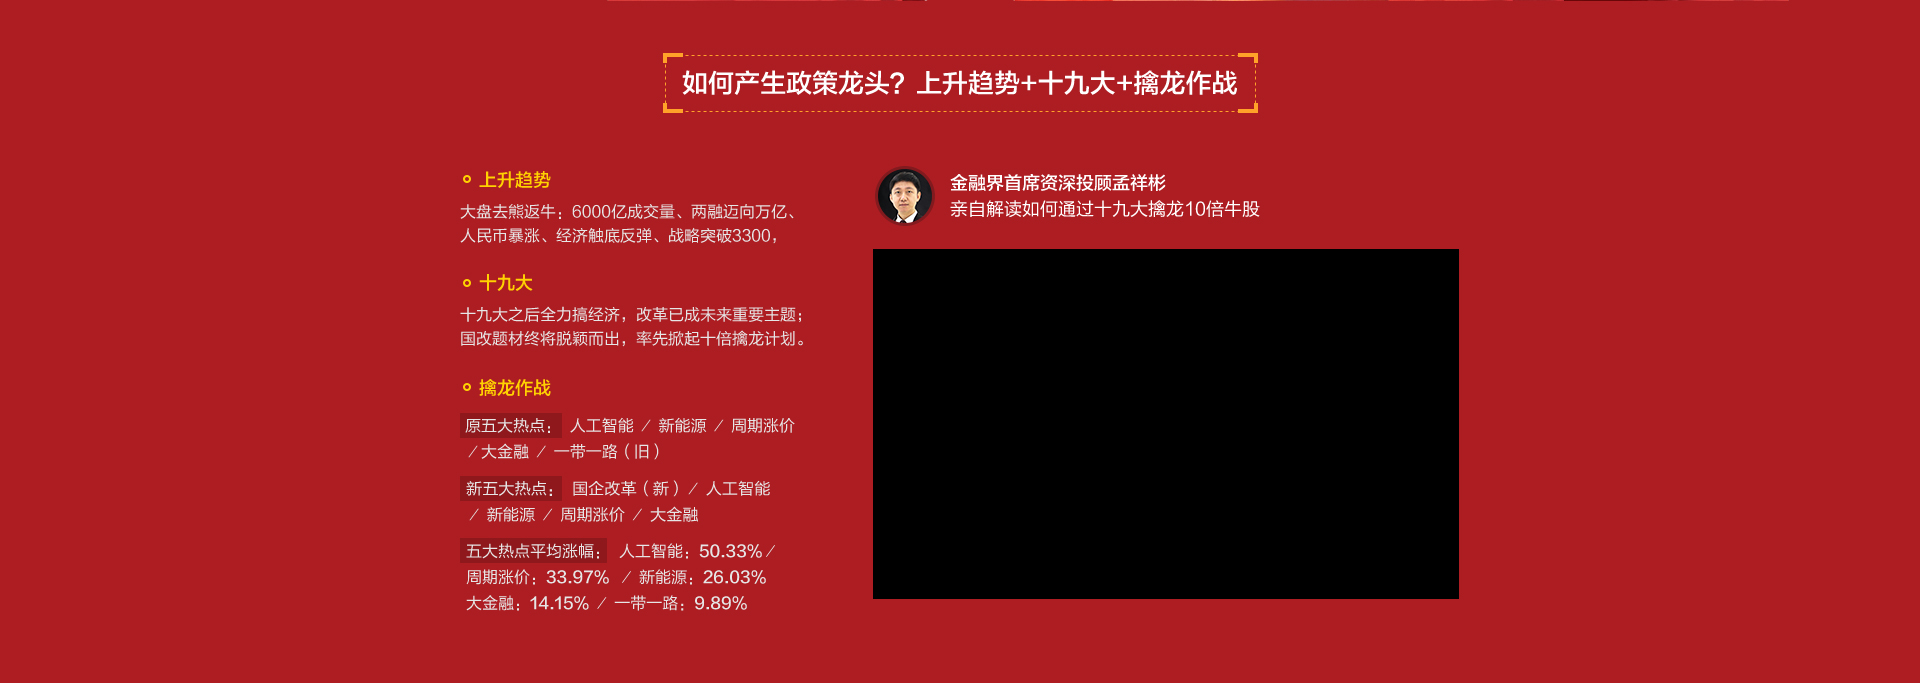 如何产生政策龙头？上升趋势+十九大+擒龙作战
上升趋势
大盘去熊返牛：6000亿成交量、两融迈向万亿、
人民币暴涨、经济触底反弹、战略突破3300，
十九大
十九大之后全力搞经济，改革已成未来重要主题；
国改题材终将脱颖而出，率先掀起十倍擒龙计划。
擒龙作战
原五大热点： 人工智能 / 新能源 / 周期涨价
/ 大金融 / 一带一路（旧）
新五大热点： 国企改革（新）/ 人工智能
/ 新能源 / 周期涨价 / 大金融
五大热点平均涨幅： 人工智能：50.33% /
周期涨价：33.97% / 新能源：26.03%
大金融：14.15% / 一带一路：9.89%
金融界首席资深投顾孟祥彬
亲自解读如何通过十九大擒龙10倍牛股